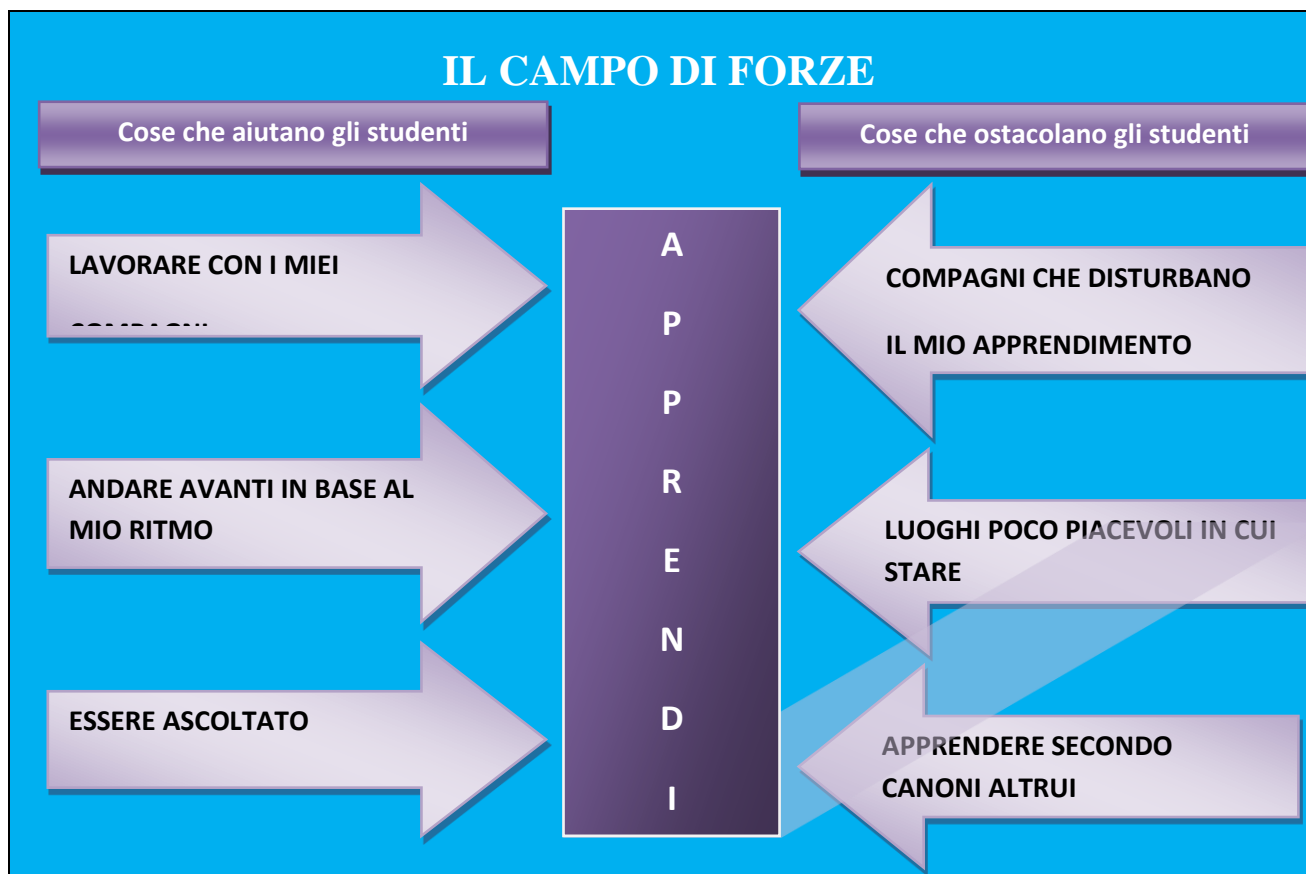 IL CAMPO DI FORZE
Cose che aiutano gli studenti
Cose che ostacolano gli studenti
LAVORARE CON I MIEI
ANDARE AVANTI IN BASE AL
MIO RITMO
ESSERE ASCOLTATO
A
P
P
R
E
N
D
I
COMPAGNI CHE DISTURBANO
IL MIO APPRENDIMENTO
LUOGHI POCO PIACEVOLI IN CUI
STARE
APPRENDERE SECONDO
CANONI ALTRUI